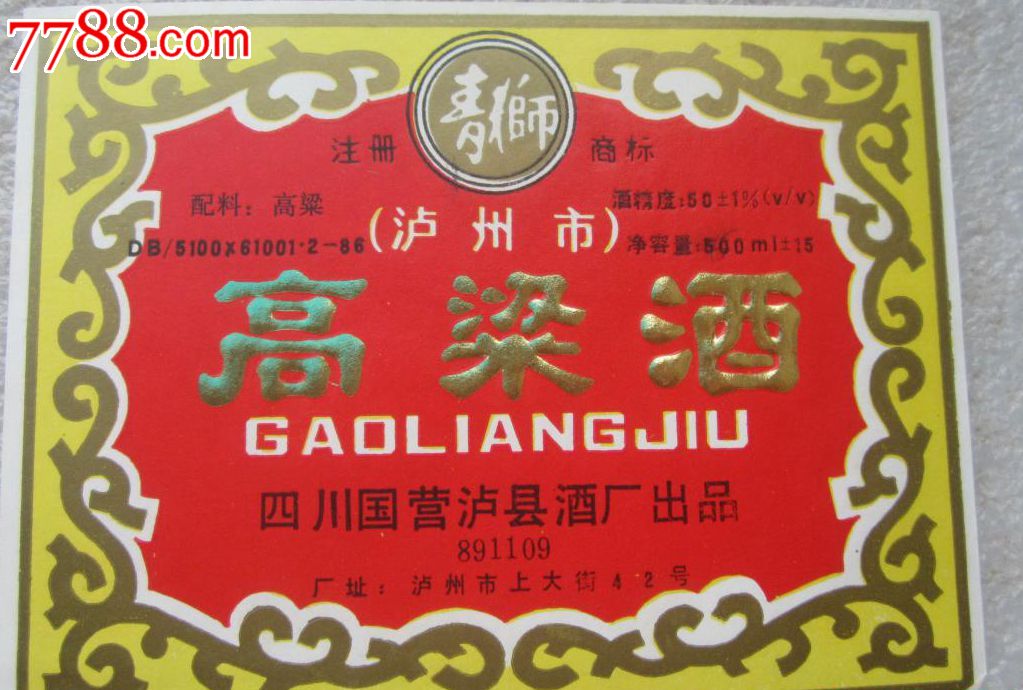 7788.com
青獅
注册 商标
配料：高粱
酒精度:50±1%(v/v)
DB/5100X61001·2-86
(泸州市)
净容量:500ml±15
高粱酒
GAOLIANGJIU
四川国营泸县酒厂出品
891109
厂址：泸州市上大街42号